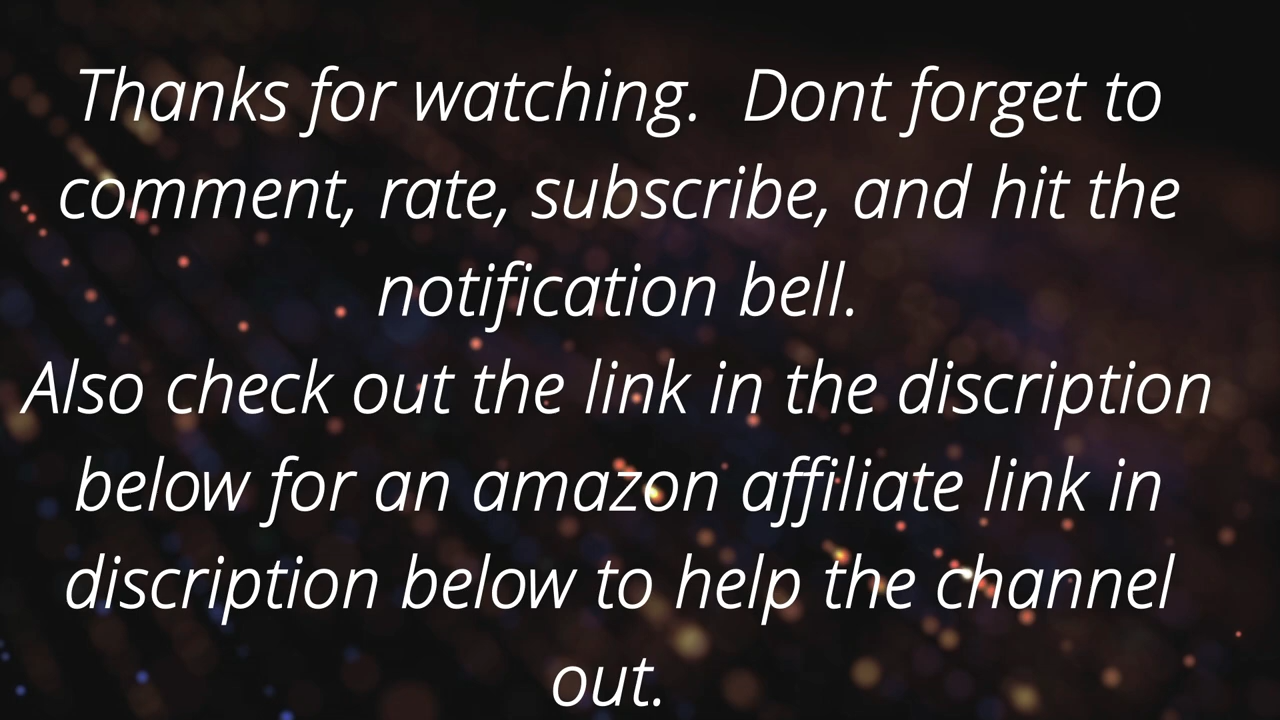 Thanks for watching.  Dont forget to
comment, rate, subscribe, and hit the
notification bell.
Also check out the link in the discription
below for an amazon affiliate link in
discription below to help the channel
out.